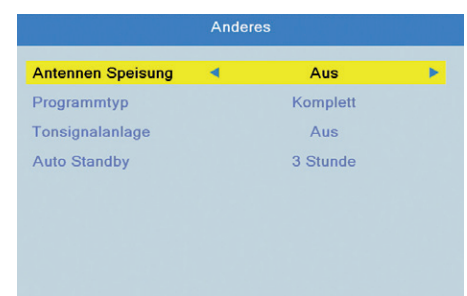 Anderes
Antennen Speisung Aus
Programmtyp Komplett
Tonsignalanlage Aus
Auto Standby 3 Stunde